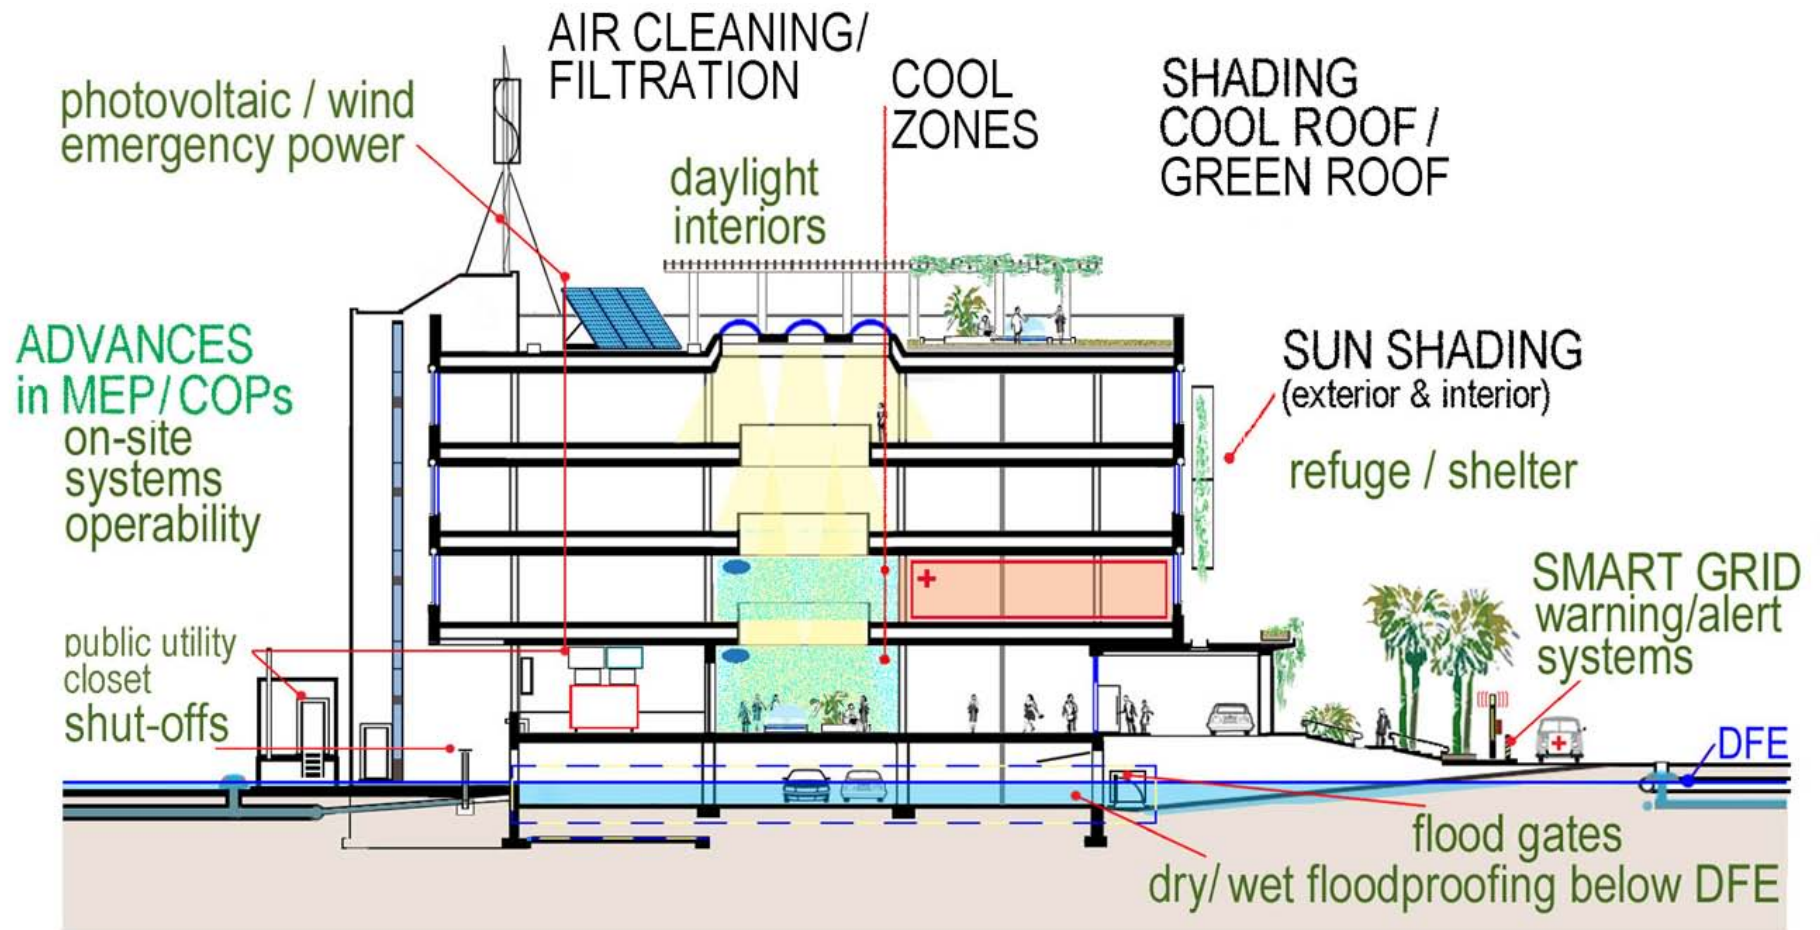 AIR CLEANING/
FILTRATION
COOL
ZONES
SHADING
COOL ROOF /
GREEN ROOF
photovoltaic / wind
emergency power
daylight
interiors
ADVANCES
in MEP/COPs
on-site
systems
operability
SUN SHADING
(exterior & interior)
refuge / shelter
SMART GRID
warning/alert
systems
public utility
closet
shut-offs
DFE
flood gates
dry/wet floodproofing below DFE